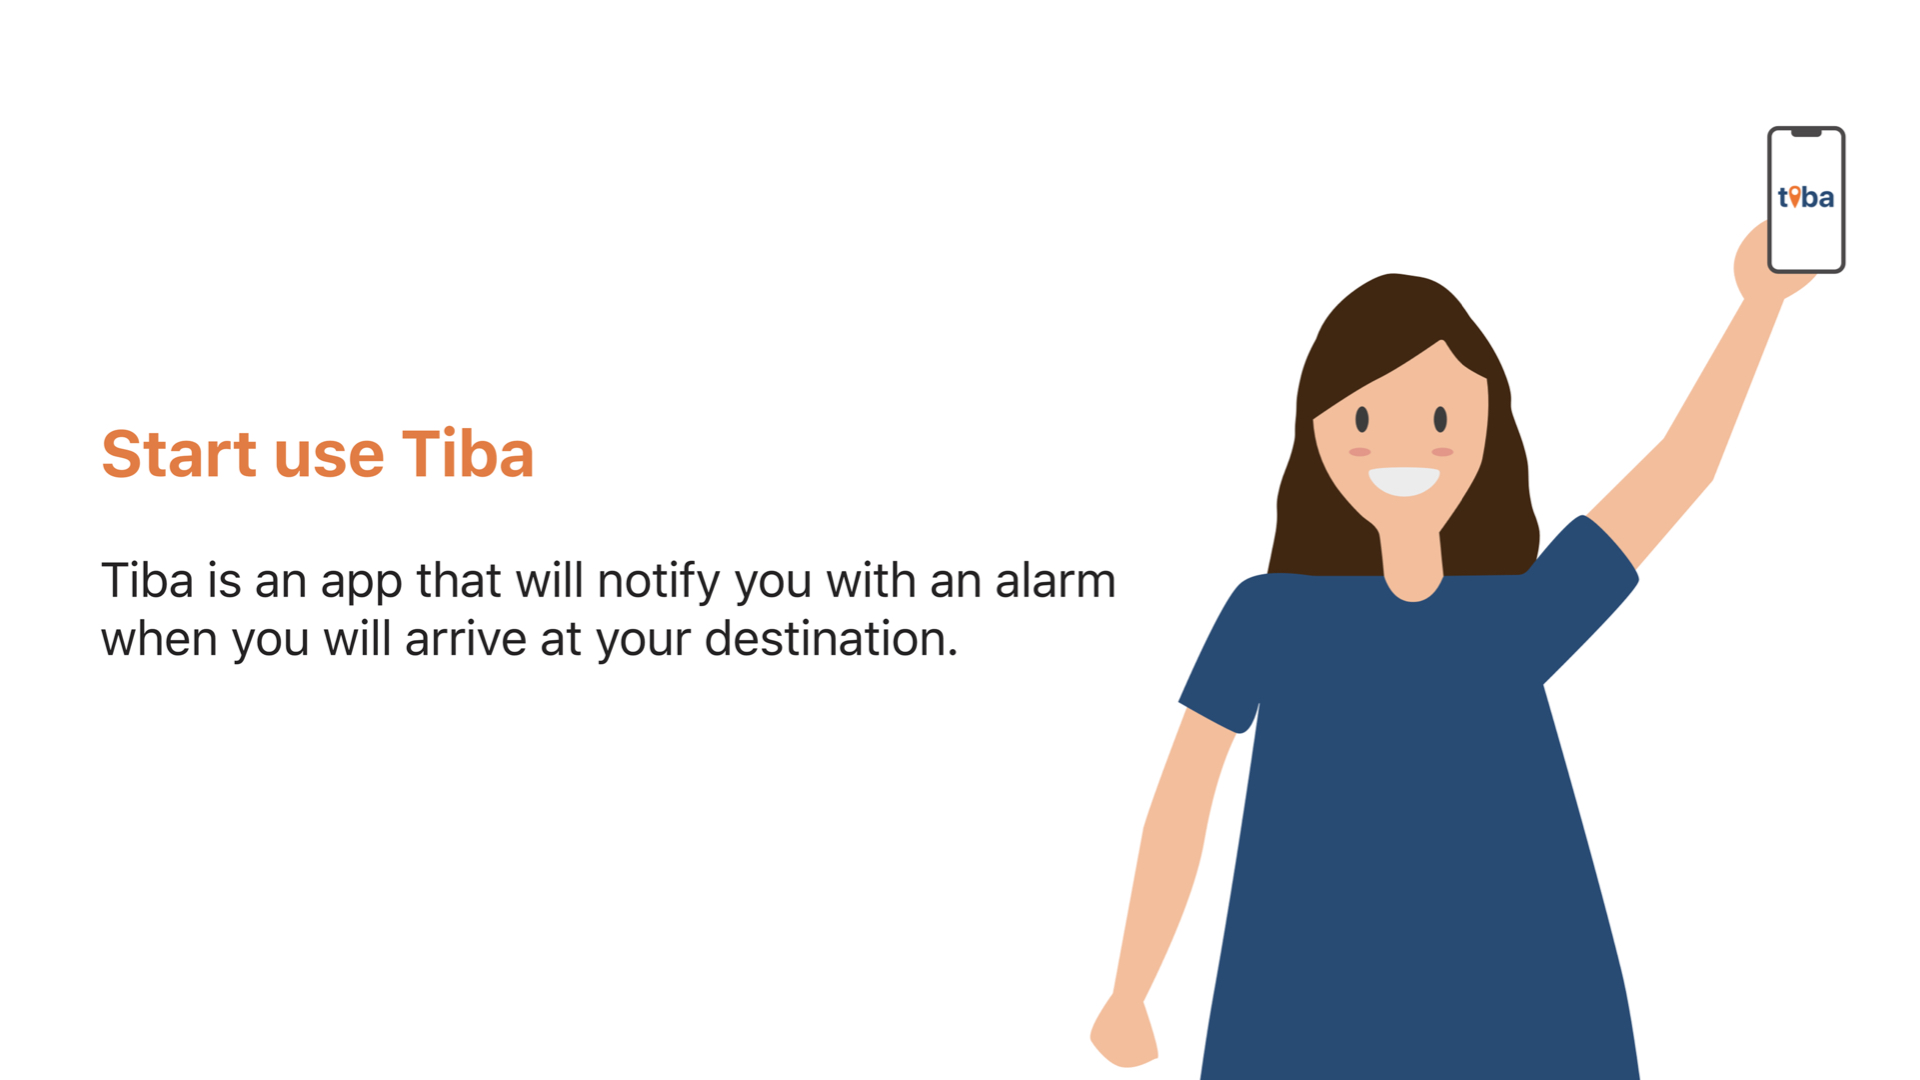 tiba
Start use Tiba
Tiba is an app that will notify you with an alarm
when you will arrive at your destination.